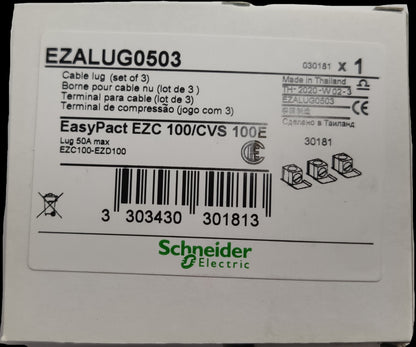 EZALUG0503
030181 x 1
Cable lug (set of 3)
Borne pour cable nu (lot de 3 )
Terminal para cable (lot de 3 )
Terminal de compressão (jogo com 3)
Made in Thailand
TH- 2020-W 02-3
EZALUG0503
CE
Сделано в Таиланд
EasyPact EZC 100/CVS 100E
Lug 50A max
EZC100-EZD100
30181
3 303430 301813
Schneider
Electric